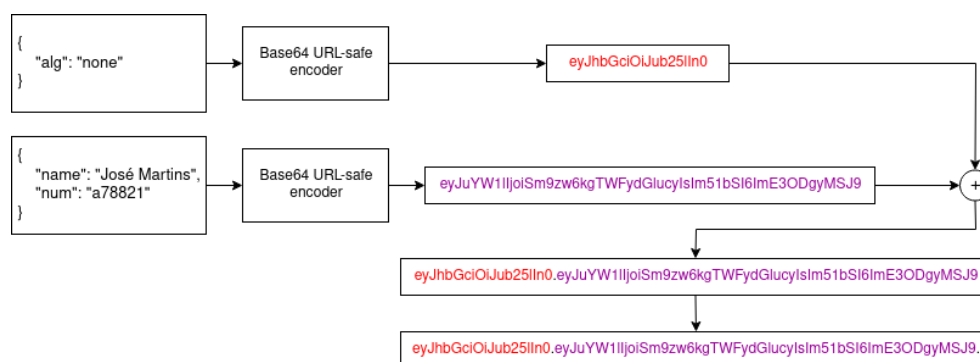 {
"alg": "none"
}
Base64 URL-safe
encoder
eyJhbGciOiJub25lIn0
{
"name": "José Martins",
"num": "a78821"
}
Base64 URL-safe
encoder
eyJuYW1lIjoiSm9zw6kgTWFydGlucyIsIm51bSI6ImE3ODgyMSJ9
+
eyJhbGciOiJub25lIn0.eyJuYW1lIjoiSm9zw6kgTWFydGlucyIsIm51bSI6ImE3ODgyMSJ9
eyJhbGciOiJub25lIn0.eyJuYW1lIjoiSm9zw6kgTWFydGlucyIsIm51bSI6ImE3ODgyMSJ9.